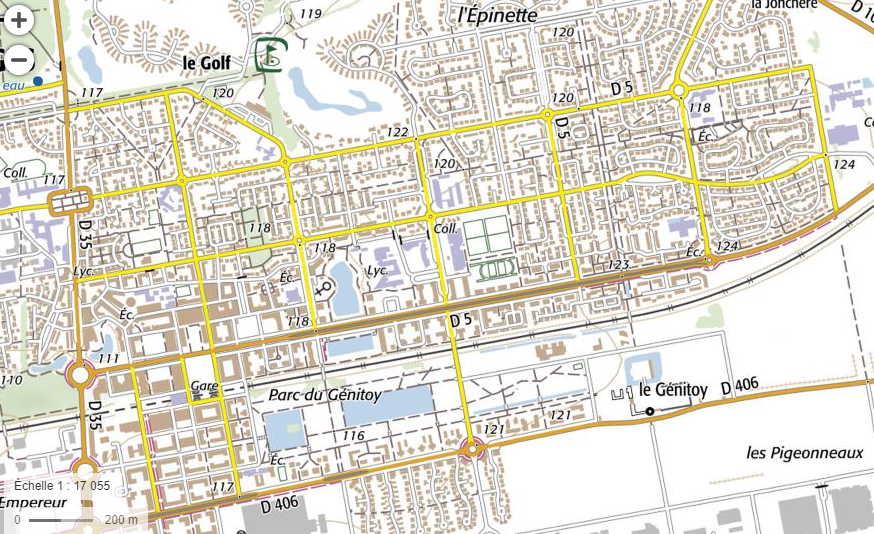 119
l'Épinette
la Jonchère
120
le Golf
D 10
eau
117
120
120
D 5
118
122
D 5
Éc.
Coll.
117
120
124
D 35
118
Coll.
118
Lyc.
Éc.
Lyc.
124
Éc.
123
Éc.
118
D 5
111
110
Gare
Parc du Génitoy
le Génitoy
D 406
D 35
116
121
121
les Pigeonneaux
Éc.
Échelle 1 : 17 055
Empereur
117
D 406
0 200 m